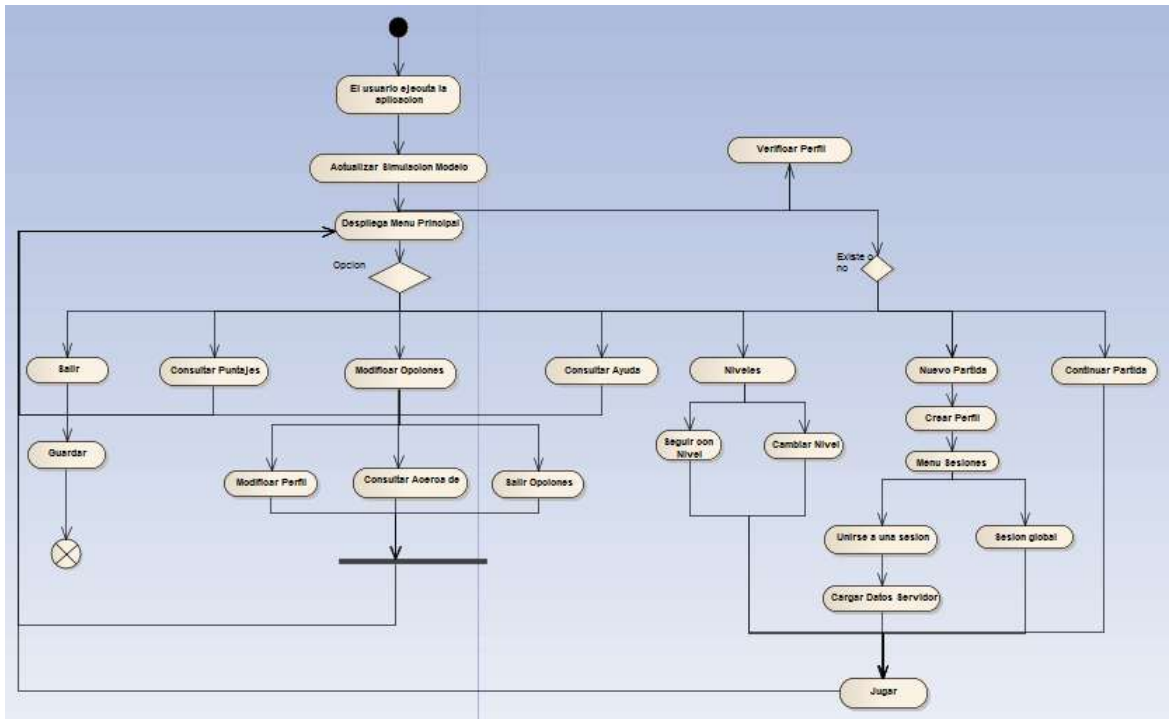 El usuario ejecuta la
aplicacion
Actualizar Simulacion Modelo
Verificar Perfil
Despliega Menu Principal
Opcion
Existe o
no
Salir
Consultar Puntajes
Modificar Opciones
Consultar Ayuda
Niveles
Nuevo Partida
Continuar Partida
Crear Perfil
Guardar
Seguir con
Nivel
Cambiar Nivel
Menu Sesiones
Modificar Perfil
Consultar Acerca de
Salir Opciones
Unirse a una sesion
Sesion global
Cargar Datos Servidor
Jugar